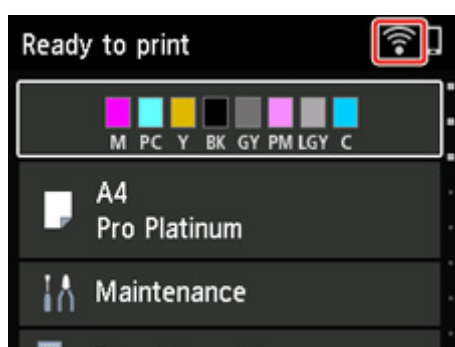 Ready to print
M PC Y BK GY PM LGY C
A4
Pro Platinum
Maintenance